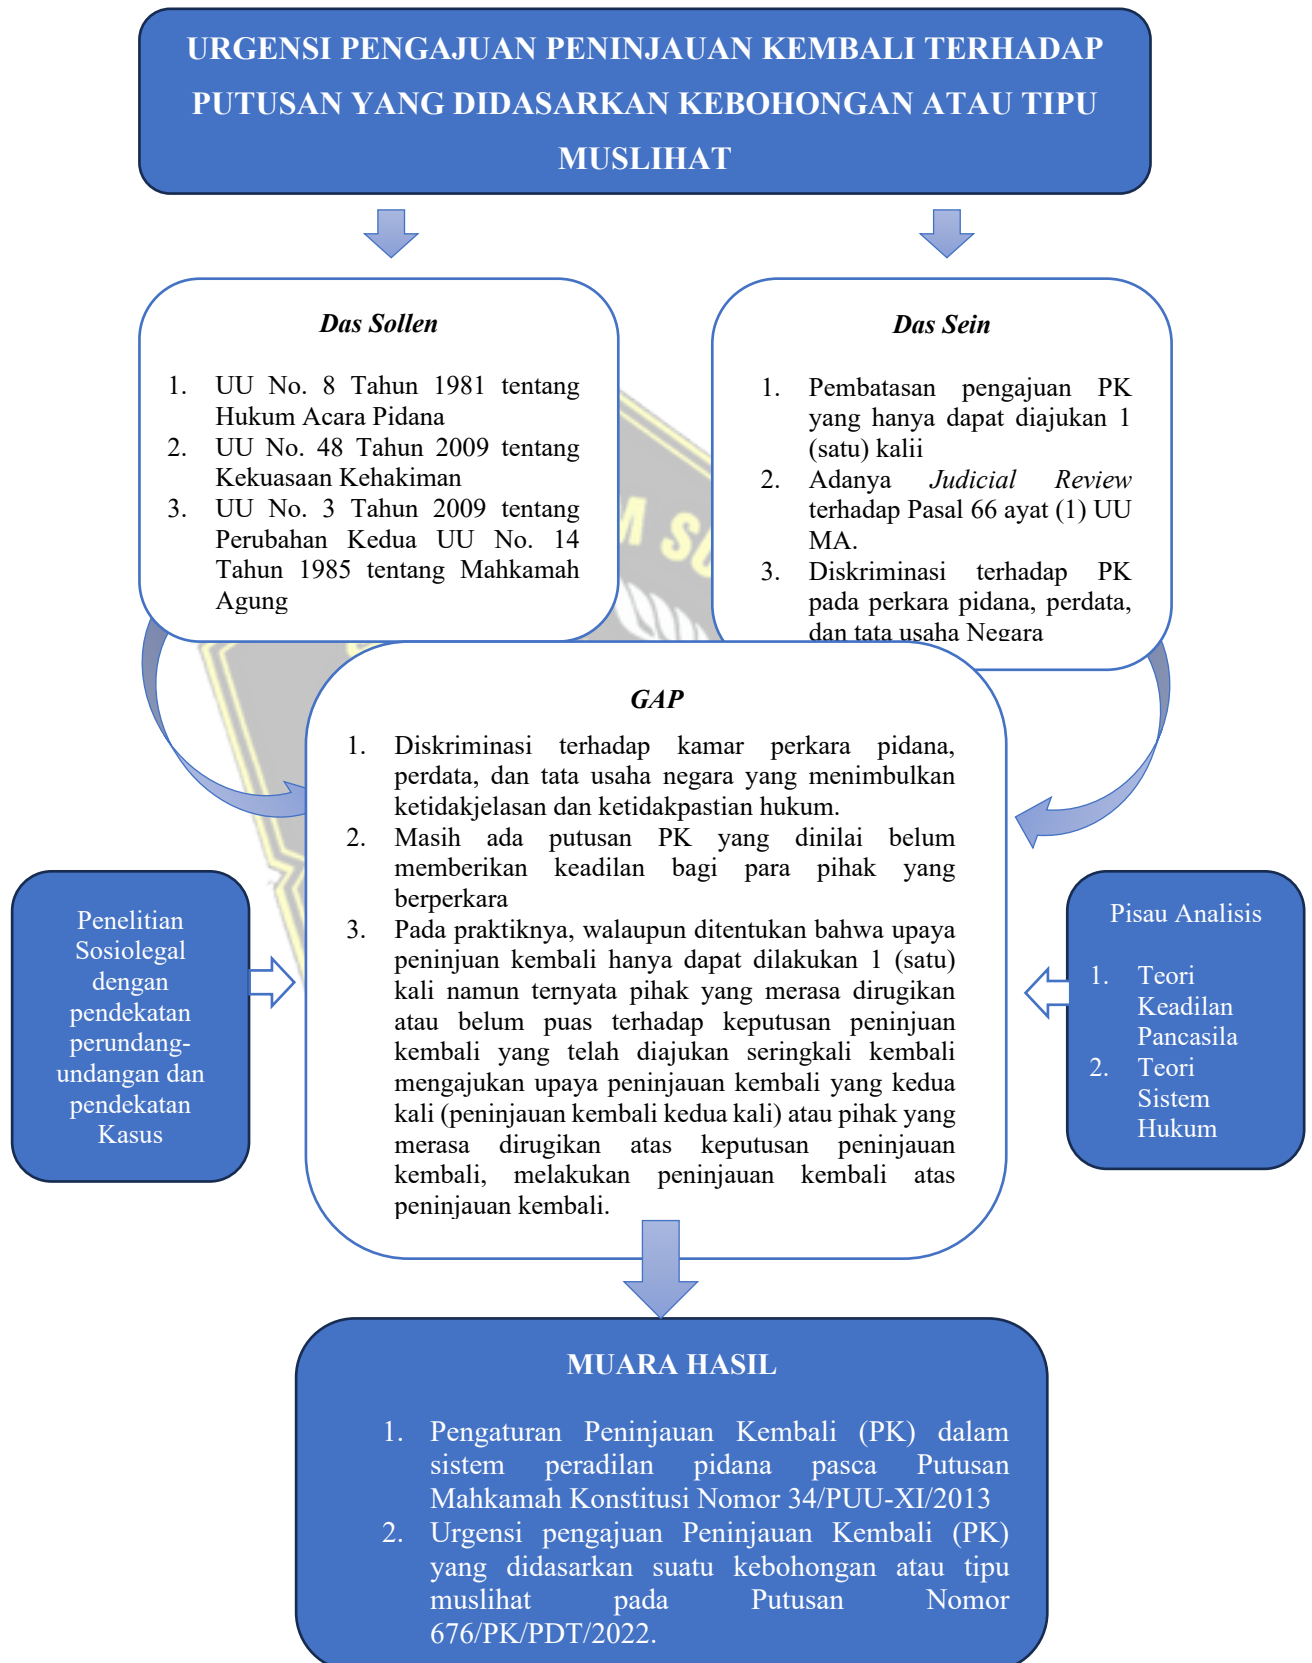 URGENSI PENGAJUAN PENINJAUAN KEMBALI TERHADAP
PUTUSAN YANG DIDASARKAN KEBOHONGAN ATAU TIPU
MUSLIHAT
Das Sollen
1. UU No. 8 Tahun 1981 tentang
Hukum Acara Pidana
2. UU No. 48 Tahun 2009 tentang
Kekuasaan Kehakiman
3. UU No. 3 Tahun 2009 tentang
Perubahan Kedua UU No. 14
Tahun 1985 tentang Mahkamah
Agung
Das Sein
1. Pembatasan pengajuan PK
yang hanya dapat diajukan 1
(satu) kalii
2. Adanya Judicial Review
terhadap Pasal 66 ayat (1) UU
MA.
3. Diskriminasi terhadap PK
pada perkara pidana, perdata,
dan tata usaha Negara
GAP
1. Diskriminasi terhadap kamar perkara pidana,
perdata, dan tata usaha negara yang menimbulkan
ketidakjelasan dan ketidakpastian hukum.
2. Masih ada putusan PK yang dinilai belum
memberikan keadilan bagi para pihak yang
berperkara
3. Pada praktiknya, walaupun ditentukan bahwa upaya
peninjuan kembali hanya dapat dilakukan 1 (satu)
kali namun ternyata pihak yang merasa dirugikan
atau belum puas terhadap keputusan peninjuan
kembali yang telah diajukan seringkali kembali
mengajukan upaya peninjauan kembali yang kedua
kali (peninjauan kembali kedua kali) atau pihak yang
merasa dirugikan atas keputusan peninjauan
kembali, melakukan peninjauan kembali atas
peninjauan kembali.
Penelitian
Sosiolegal
dengan
pendekatan
perundang-
undangan dan
pendekatan
Kasus
Pisau Analisis
1. Teori
Keadilan
Pancasila
2. Teori
Sistem
Hukum
MUARA HASIL
1. Pengaturan Peninjauan Kembali (PK) dalam
sistem peradilan pidana pasca Putusan
Mahkamah Konstitusi Nomor 34/PUU-XI/2013
2. Urgensi pengajuan Peninjauan Kembali (PK)
yang didasarkan suatu kebohongan atau tipu
muslihat pada Putusan Nomor
676/PK/PDT/2022.